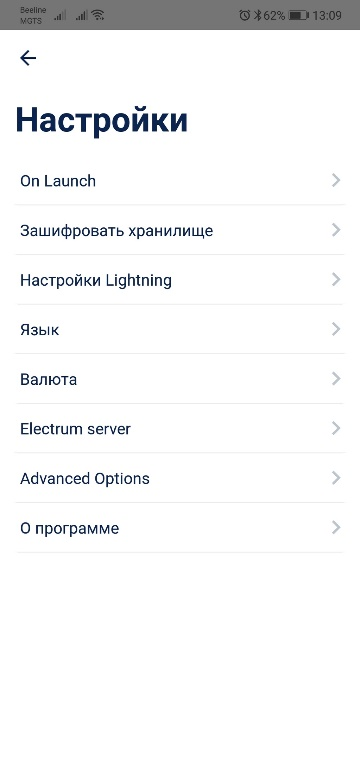 Beeline
MGTS
62%
13:09
Настройки
On Launch
Зашифровать хранилище
Настройки Lightning
Язык
Валюта
Electrum server
Advanced Options
О программе